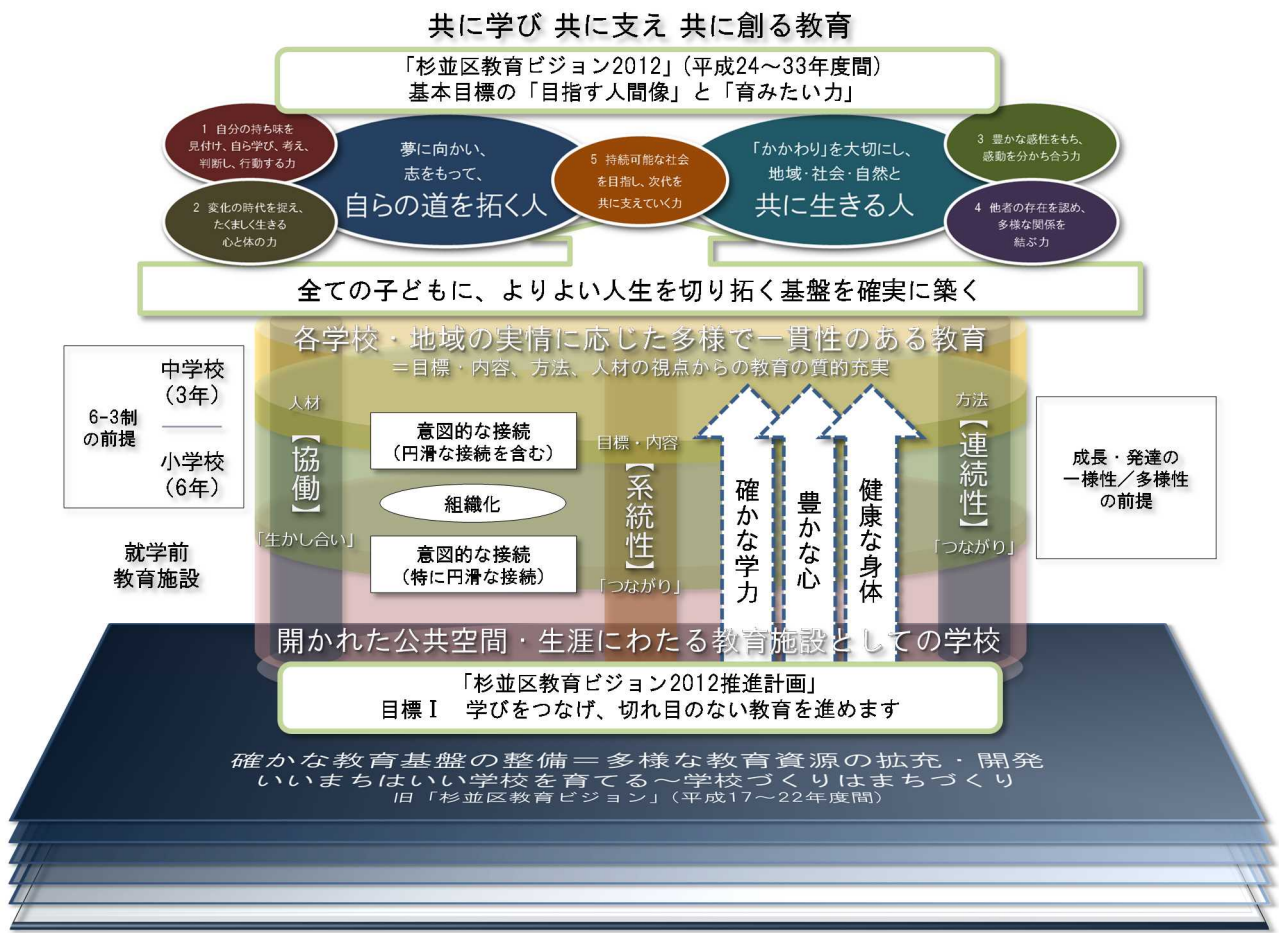 共に学び 共に支え 共に創る教育
「杉並区教育ビジョン2012」（平成24～33年度間）
基本目標の「目指す人間像」と「育みたい力」
1 自分の持ち味を
見付け、自ら学び、考え、
判断し、行動する力
2 変化の時代を捉え、
たくましく生きる
心と体の力
夢に向かい、
志をもって、
自らの道を拓く人
5 持続可能な社会
を目指し、次代を
共に支えていく力
「かかわり」を大切にし、
地域・社会・自然と
共に生きる人
3 豊かな感性をもち、
感動を分かち合う力
4 他者の存在を認め、
多様な関係を
結ぶ力
全ての子どもに、よりよい人生を切り拓く基盤を確実に築く
各学校・地域の実情に応じた多様で一貫性のある教育
＝目標・内容、方法、人材の視点からの教育の質的充実
6-3制
の前提
中学校
（3年）
小学校
（6年）
就学前
教育施設
人材
【協働】
「生かし合い」
意図的な接続
（円滑な接続を含む）
組織化
意図的な接続
（特に円滑な接続）
目標・内容
【系統性】
「つながり」
確かな学力
豊かな心
健康な身体
方法
【連続性】
「つながり」
成長・発達の
一様性／多様性
の前提
開かれた公共空間・生涯にわたる教育施設としての学校
「杉並区教育ビジョン2012推進計画」
目標Ⅰ　学びをつなげ、切れ目のない教育を進めます
確かな教育基盤の整備＝多様な教育資源の拡充・開発
いいまちはいい学校を育てる～学校づくりはまちづくり
旧「杉並区教育ビジョン」（平成17～22年度間）